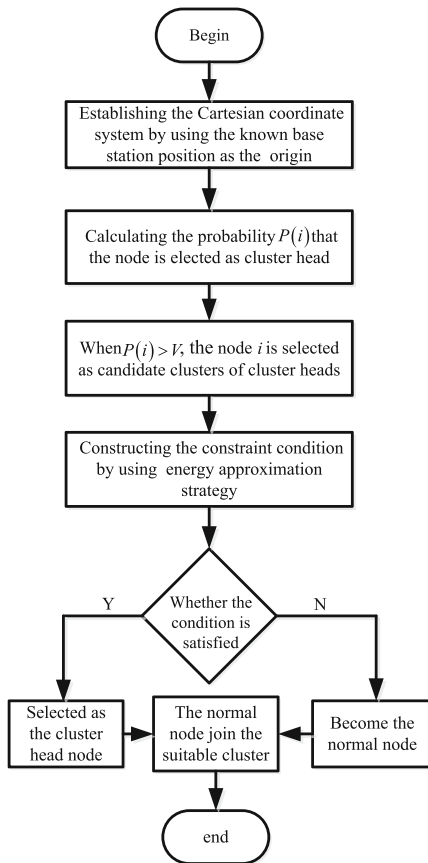 Begin
Establishing the Cartesian coordinate
system by using the known base
station position as the origin
Calculating the probability P(i) that
the node is elected as cluster head
When P(i) > V, the node i is selected
as candidate clusters of cluster heads
Constructing the constraint condition
by using energy approximation
strategy
Whether the
condition is
satisfied
Y
N
Selected as
the cluster
head node
The normal
node join the
suitable cluster
Become the
normal node
end